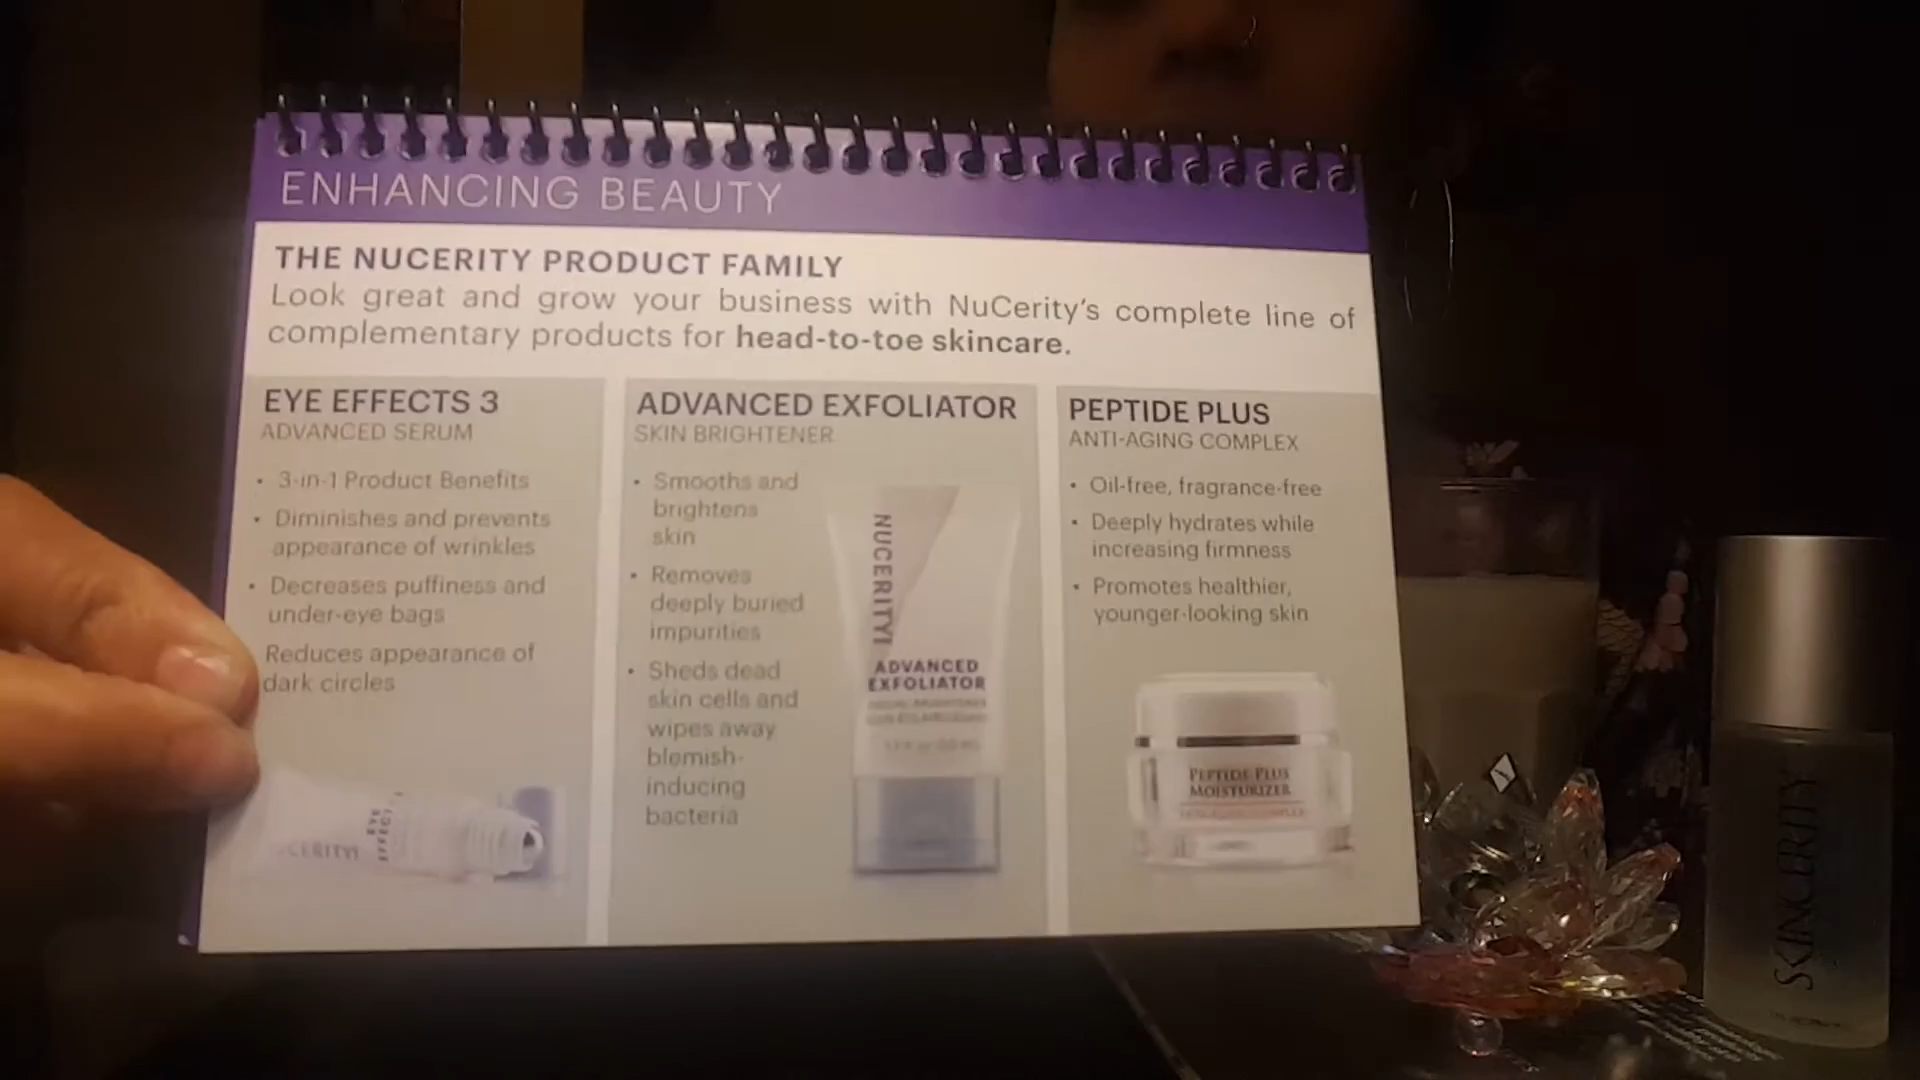 ENHANCING BEAUTY
THE NUCERITY PRODUCT FAMILY
Look great and grow your business with NuCerity's complete line of
complementary products for head-to-toe skincare.
EYE EFFECTS 3
ADVANCED SERUM
• 3-in-1 Product Benefits
• Diminishes and prevents
appearance of wrinkles
• Decreases puffiness and
under-eye bags
Reduces appearance of
dark circles
EYE
ADVANCED EXFOLIATOR
SKIN BRIGHTENER
• Smooths and
brightens
skin
• Removes
deeply buried
impurities
• Sheds dead
skin cells and
wipes away
blemish-
inducing
bacteria
NUCERITY
ADVANCED
EXFOLIATOR
PEPTIDE PLUS
ANTI-AGING COMPLEX
• Oil-free, fragrance-free
• Deeply hydrates while
increasing firmness
• Promotes healthier,
younger-looking skin
PEPTIDE PLUS
MOISTURIZER
SKINCERITY